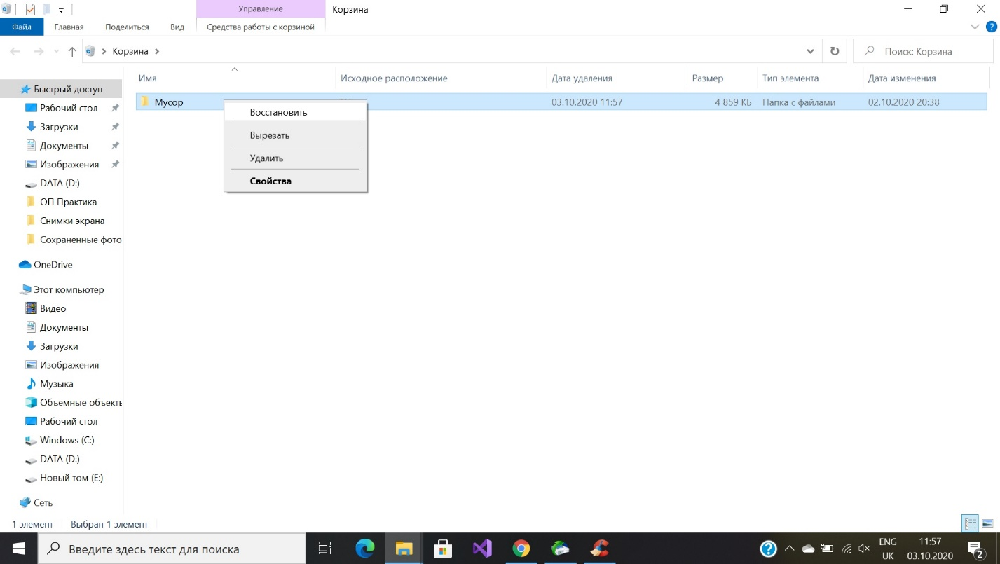 Управление
Корзина
Файл
Главная
Поделиться
Вид
Средства работы с корзиной
Корзина
Поиск: Корзина
Имя
Исходное расположение
Дата удаления
Размер
Тип элемента
Дата изменения
Мусор
03.10.2020 11:57
4 859 КБ
Папка с файлами
02.10.2020 20:38
Восстановить
Вырезать
Удалить
Свойства
Быстрый доступ
Рабочий стол
Загрузки
Документы
Изображения
DATA (D:)
ОП Практика
Снимки экрана
Сохраненные фото
OneDrive
Этот компьютер
Видео
Документы
Загрузки
Изображения
Музыка
Объемные объекты
Рабочий стол
Windows (C:)
DATA (D:)
Новый том (E:)
Сеть
1 элемент
Выбран 1 элемент
Введите здесь текст для поиска
ENG
UK
11:57
03.10.2020
2